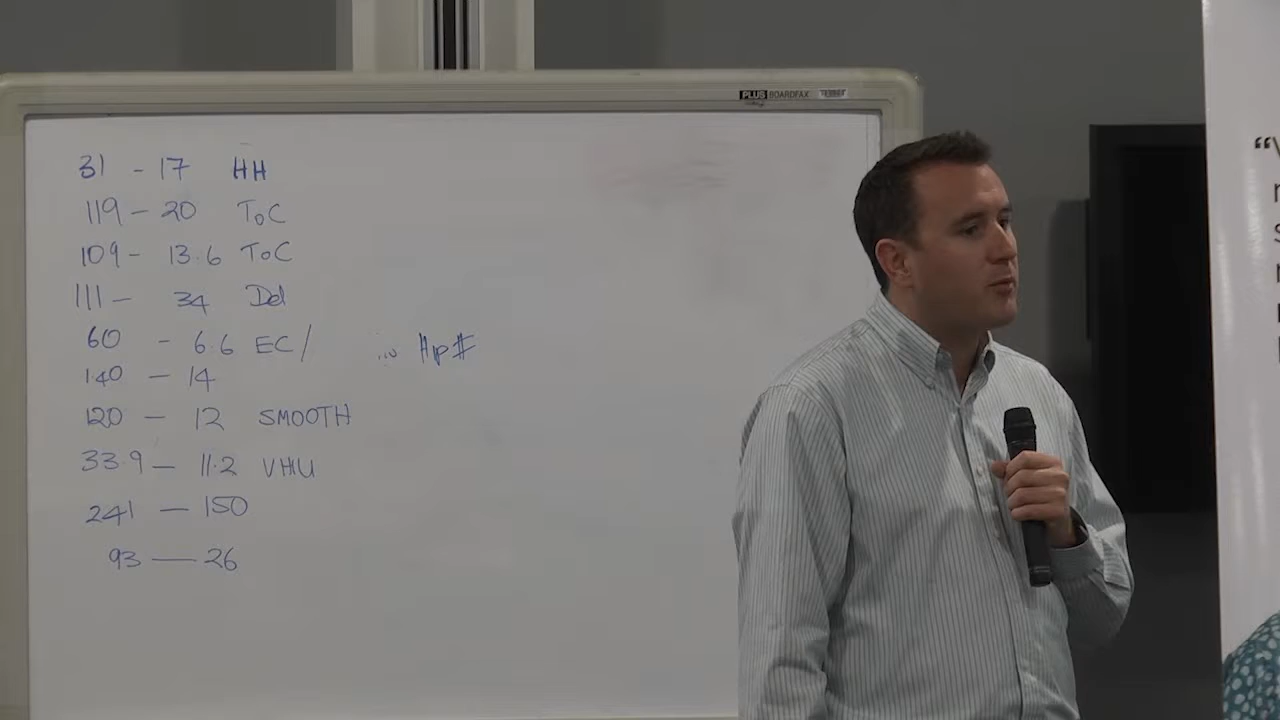 PLUS BOARDFAX
31 - 17 HH
119 - 20 ToC
109 - 13.6 ToC
111 - 34 Del
60 - 6.6 EC/ ... Hip#
140 - 14
120 - 12 SMOOTH
33.9 - 11.2 VHU
241 - 150
93 - 26